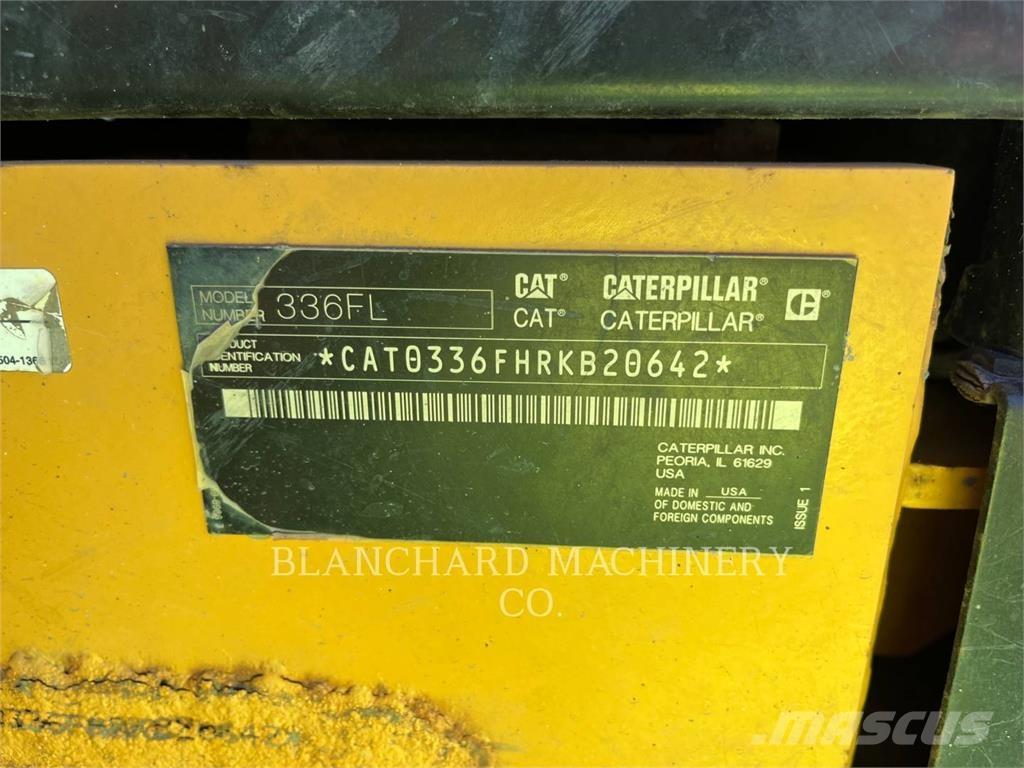 MODEL
NUMBER
336FL
CAT® CATERPILLAR®
CAT® CATERPILLAR®
C®
PRODUCT
IDENTIFICATION
NUMBER
*CAT0336FHRKB20642*
CATERPILLAR INC.
PEORIA, IL 61629
USA
MADE IN USA
OF DOMESTIC AND
FOREIGN COMPONENTS
ISSUE 1
BLANCHARD MACHINERY
CO.
MASCUS